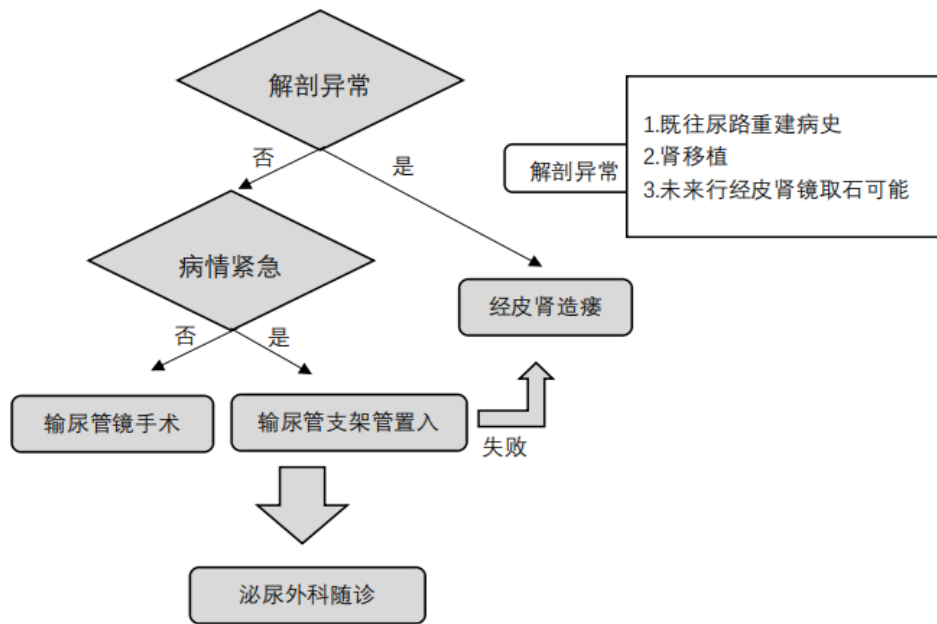 解剖异常
否
是
解剖异常
1.既往尿路重建病史
2.肾移植
3.未来行经皮肾镜取石可能
病情紧急
经皮肾造瘘
否
是
输尿管镜手术
输尿管支架管置入
失败
泌尿外科随诊